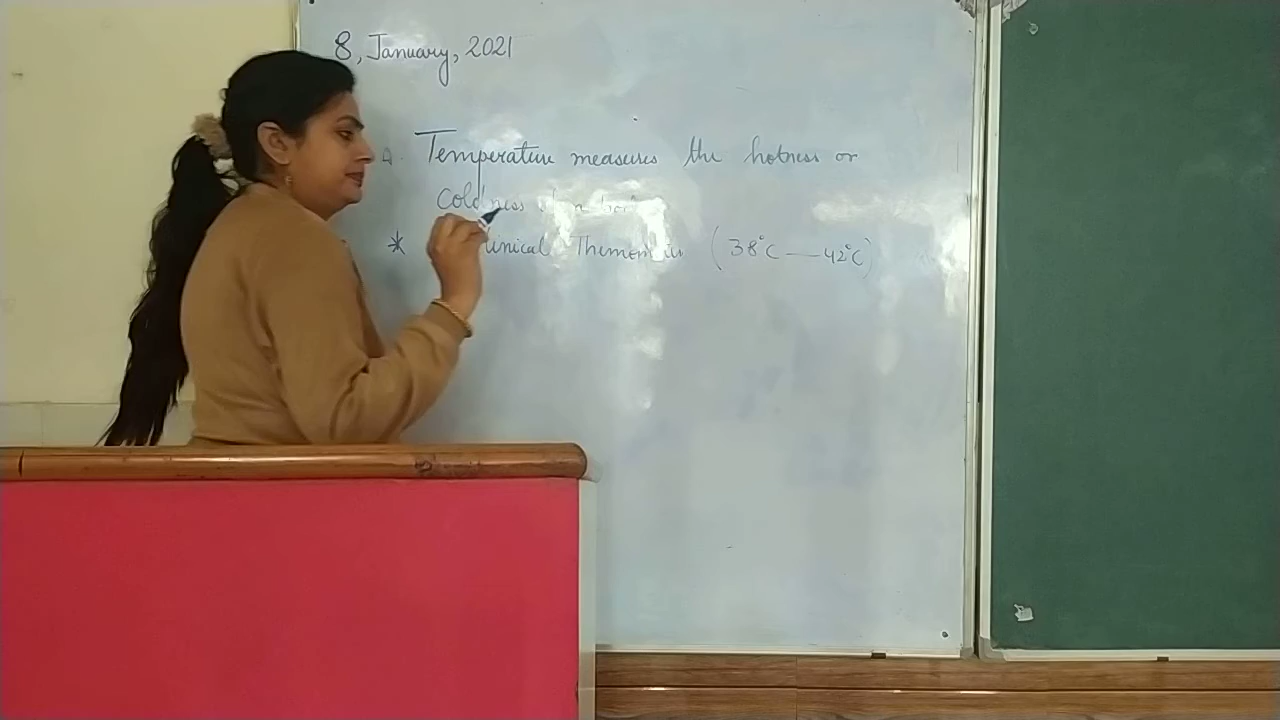 8, January, 2021
Temperature measures the hotness or
Coldness
* Thermometer (38°C — 42°C)